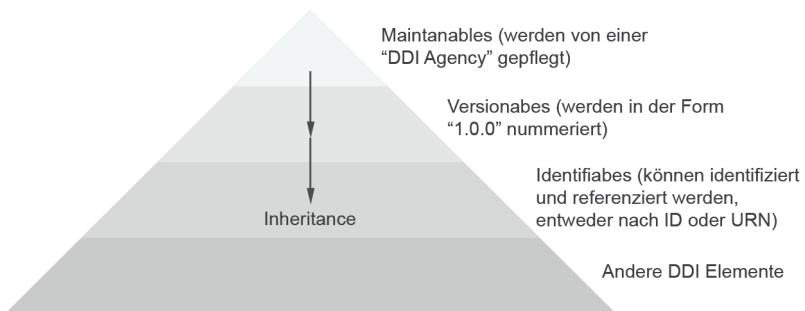 Maintanables (werden von einer
“DDI Agency” gepflegt)
Versionabes (werden in der Form
“1.0.0” nummeriert)
Identifiabes (können identifiziert
und referenziert werden,
entweder nach ID oder URN)
Inheritance
Andere DDI Elemente